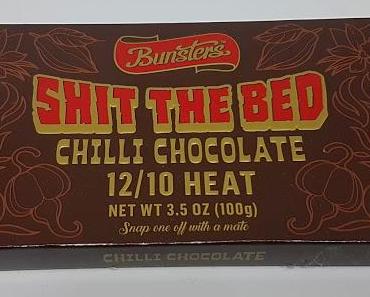 Bunsters
SHIT THE BED
CHILLI CHOCOLATE
12/10 HEAT
NET WT 3.5 OZ (100g)
Snap one off with a mate
CHILLI CHOCOLATE